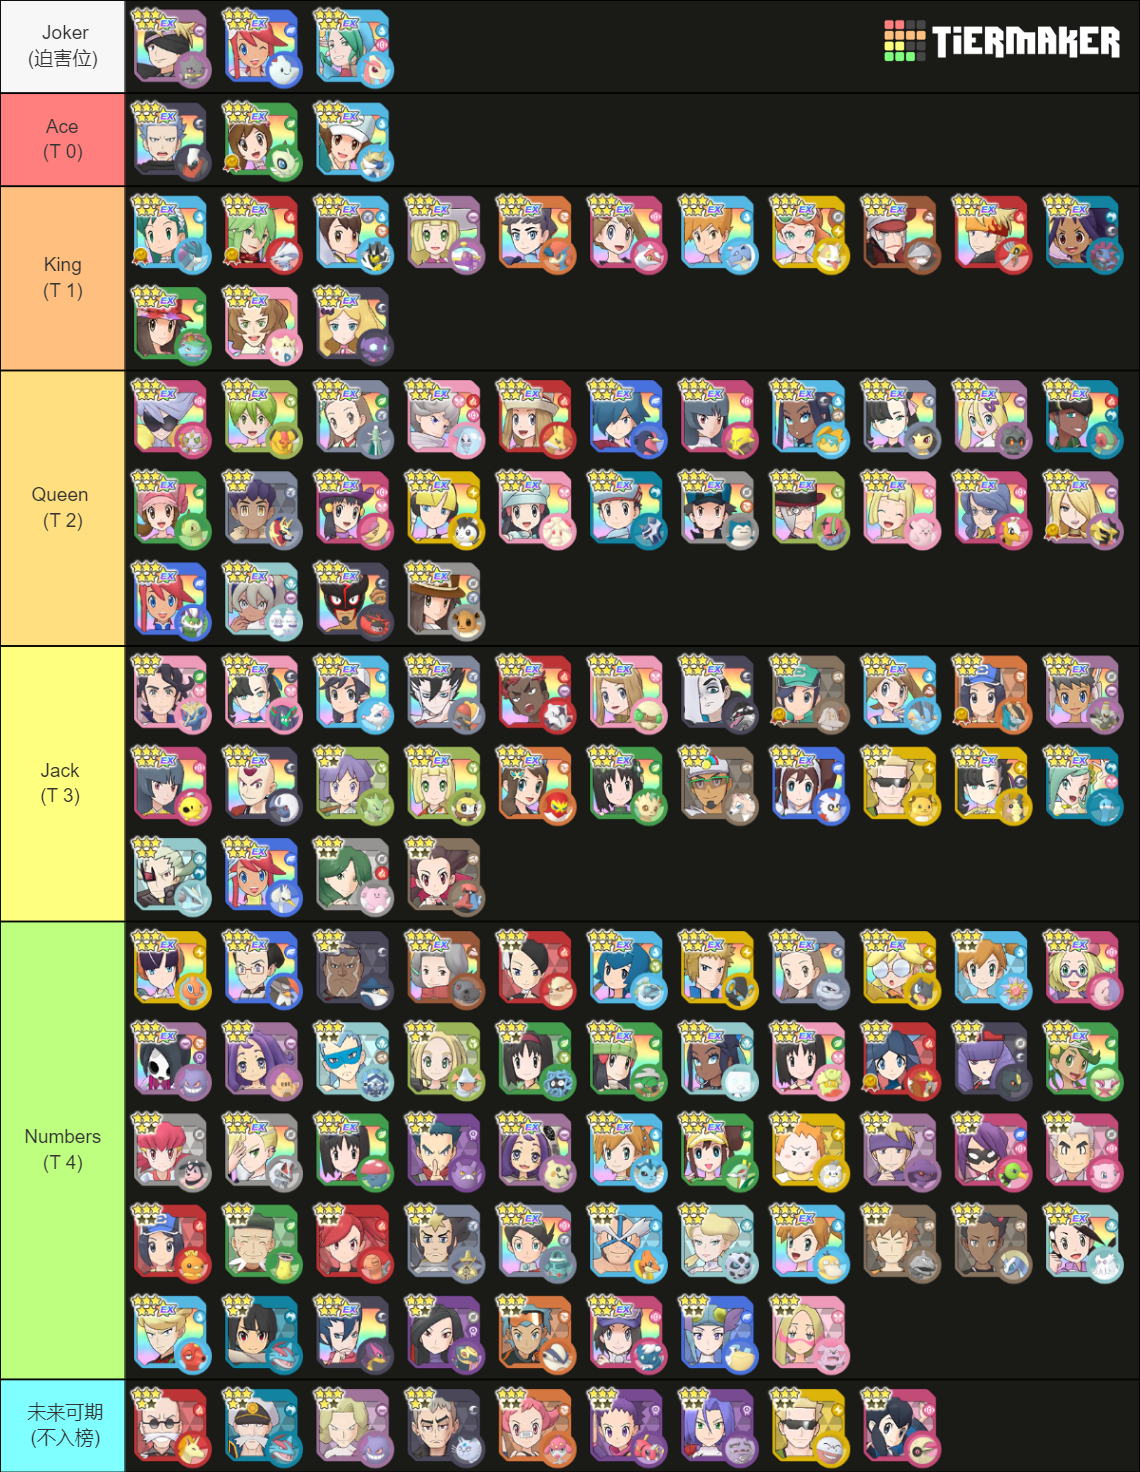 Joker
(迫害位)
TiERMAKER
Ace
(T 0)
King
(T 1)
Queen
(T 2)
Jack
(T 3)
Numbers
(T 4)
未来可期
(不入榜)